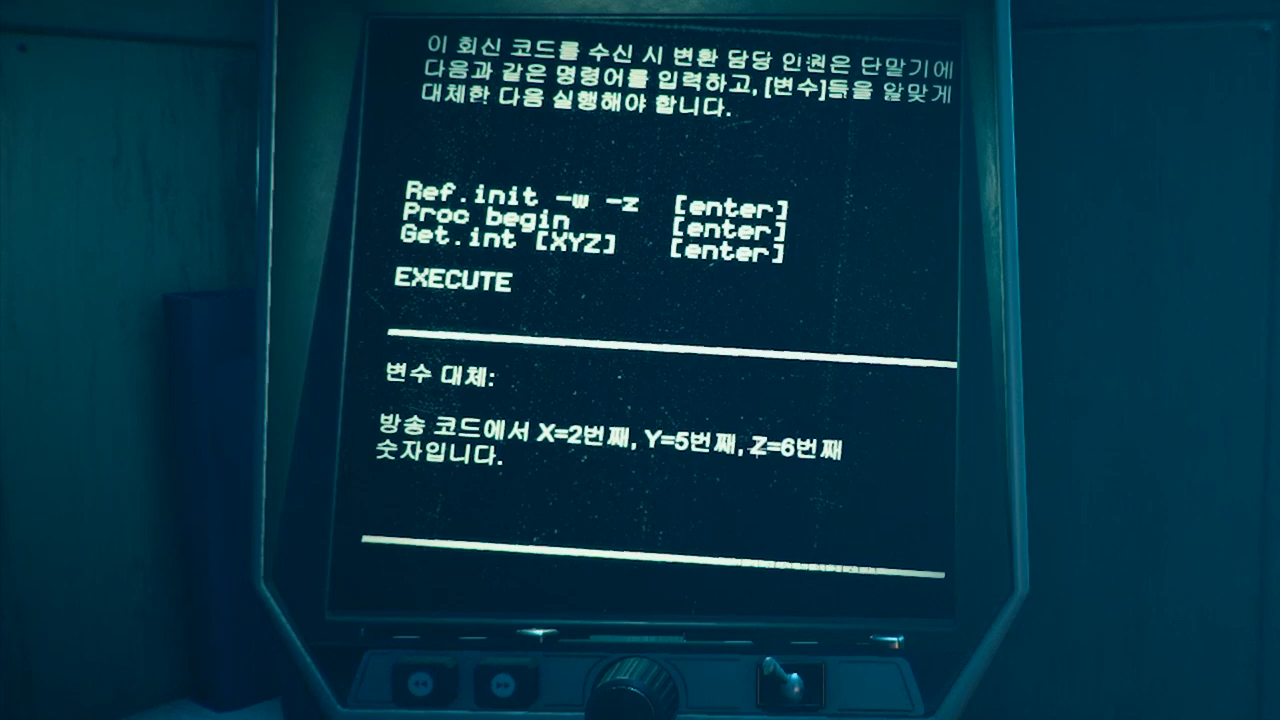 이 회신 코드를 수신 시 변환 담당 인원은 단말기에
다음과 같은 명령어를 입력하고, [변수]들을 알맞게
대체한 다음 실행해야 합니다.
Ref.init -w -z [enter]
Proc begin [enter]
Get.int [XYZ] [enter]
EXECUTE
변수 대체:
방송 코드에서 X=2번째, Y=5번째, Z=6번째
숫자입니다.